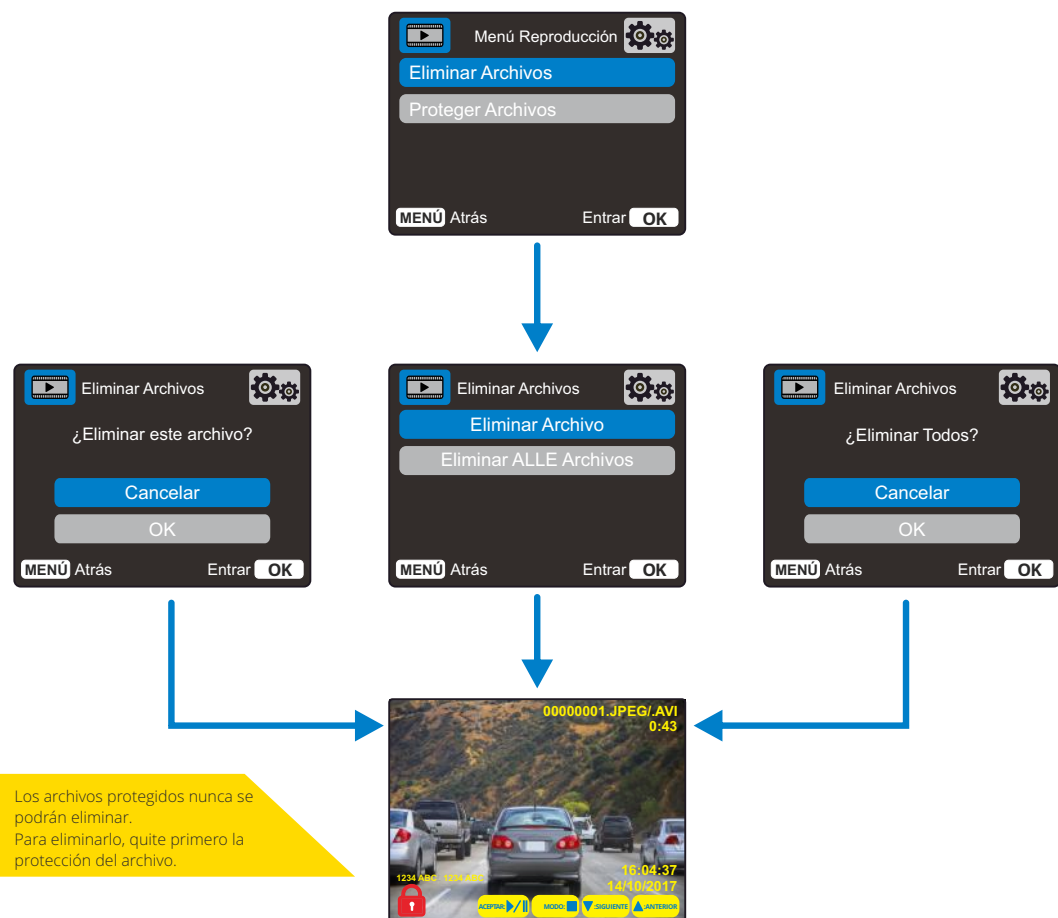 Menú Reproducción
Eliminar Archivos
Proteger Archivos
MENÚ Atrás Entrar OK
Eliminar Archivos
¿Eliminar este archivo?
Cancelar
OK
MENÚ Atrás Entrar OK
Eliminar Archivos
Eliminar Archivo
Eliminar ALLE Archivos
MENÚ Atrás Entrar OK
Eliminar Archivos
¿Eliminar Todos?
Cancelar
OK
MENÚ Atrás Entrar OK
00000001.JPEG/.AVI
0:43
Los archivos protegidos nunca se
podrán eliminar.
Para eliminarlo, quite primero la
protección del archivo.
1234 ABC 1234 ABC
16:04:37
14/10/2017
ACEPTAR: MODO: :SIGUIENTE :ANTERIOR